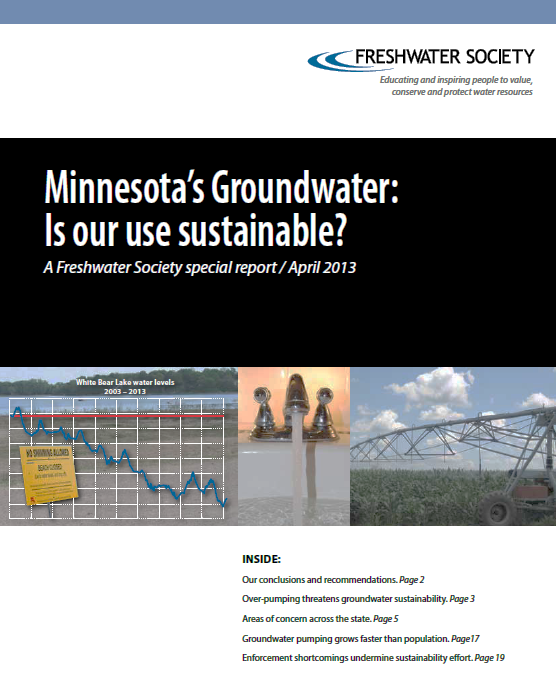 FRESHWATER SOCIETY
Educating and inspiring people to value,
conserve and protect water resources
Minnesota's Groundwater:
Is our use sustainable?
A Freshwater Society special report / April 2013
White Bear Lake water levels
2003 – 2013
NO SWIMMING ALLOWED
BEACH CLOSED
INSIDE:
Our conclusions and recommendations. Page 2
Over-pumping threatens groundwater sustainability. Page 3
Areas of concern across the state. Page 5
Groundwater pumping grows faster than population. Page17
Enforcement shortcomings undermine sustainability effort. Page 19